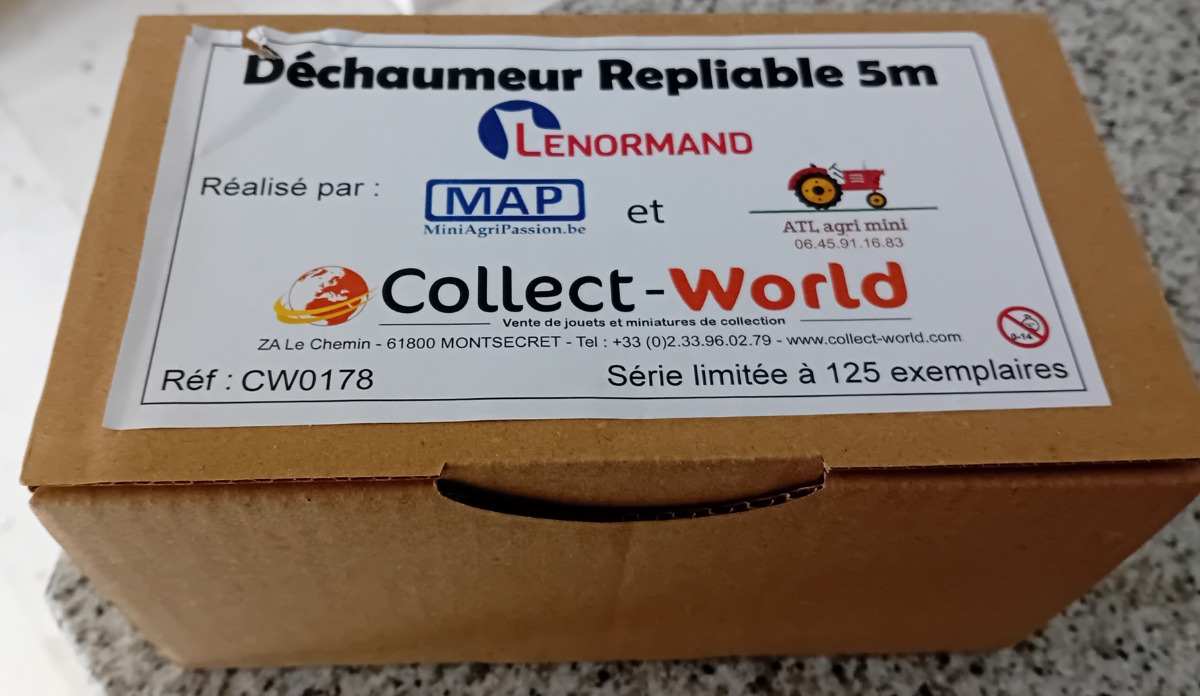 Déchaumeur Repliable 5m
LENORMAND
Réalisé par :
MAP
MiniAgriPassion.be
et
ATL agri mini
06.45.91.16.83
Collect-World
Vente de jouets et miniatures de collection
ZA Le Chemin - 61800 MONTSECRET - Tel : +33 (0)2.33.96.02.79 - www.collect-world.com
0-14
Réf : CW0178
Série limitée à 125 exemplaires